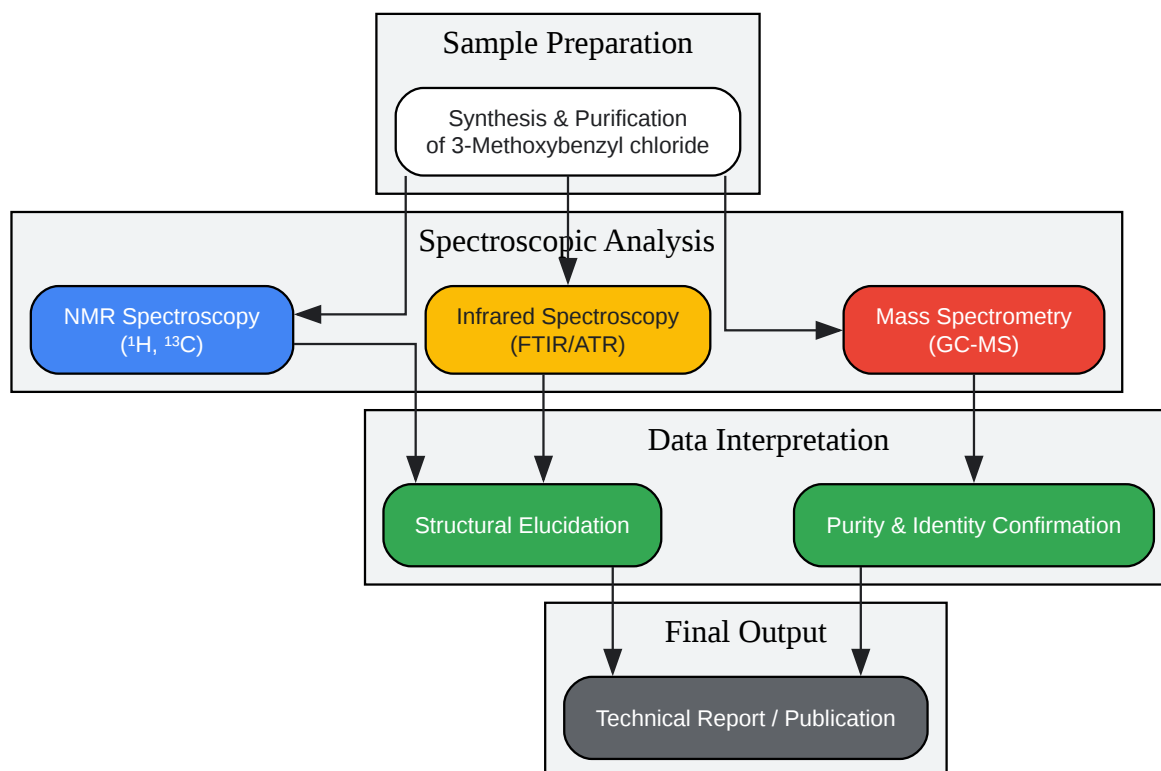 Sample Preparation
Synthesis & Purification
of 3-Methoxybenzyl chloride
Spectroscopic Analysis
NMR Spectroscopy
(¹H, ¹³C)
Infrared Spectroscopy
(FTIR/ATR)
Mass Spectrometry
(GC-MS)
Data Interpretation
Structural Elucidation
Purity & Identity Confirmation
Final Output
Technical Report / Publication